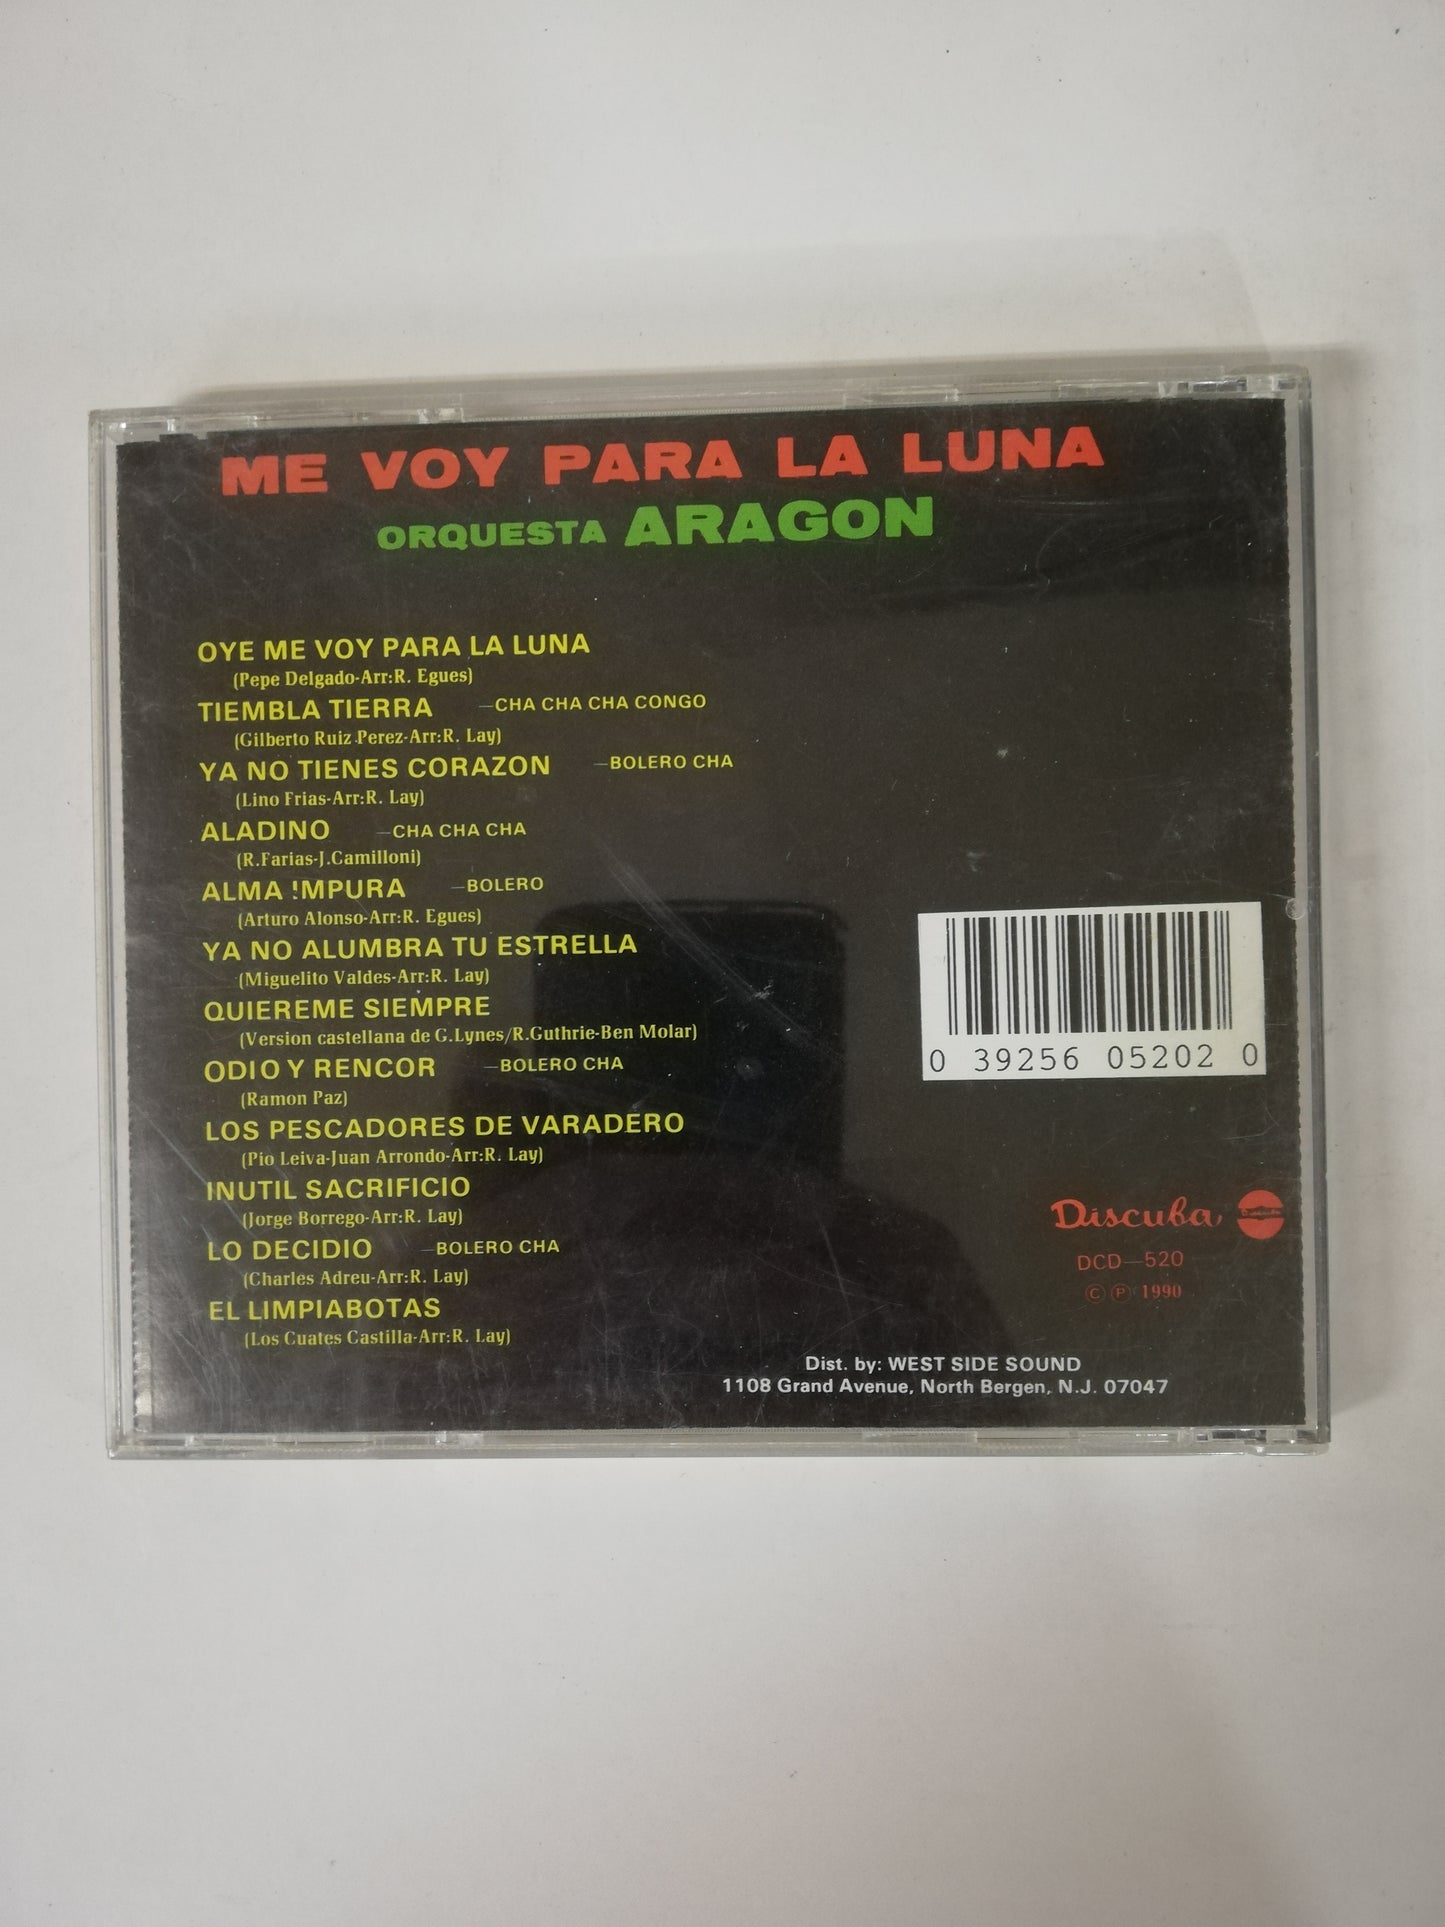 ME VOY PARA LA LUNA
ORQUESTA ARAGON
OYE ME VOY PARA LA LUNA
(Pepe Delgado-Arr:R. Egues)
TIEMBLA TIERRA —CHA CHA CHA CONGO
(Gilberto Ruiz Perez-Arr:R. Lay)
YA NO TIENES CORAZON —BOLERO CHA
(Lino Frias-Arr:R. Lay)
ALADINO —CHA CHA CHA
(R.Farias-J.Camilloni)
ALMA !MPURA —BOLERO
(Arturo Alonso-Arr:R. Egues)
YA NO ALUMBRA TU ESTRELLA
(Miguelito Valdes-Arr:R. Lay)
QUIEREME SIEMPRE
(Version castellana de G.Lynes/R.Guthrie-Ben Molar)
ODIO Y RENCOR —BOLERO CHA
(Ramon Paz)
LOS PESCADORES DE VARADERO
(Pio Leiva-Juan Arrondo-Arr:R. Lay)
INUTIL SACRIFICIO
(Jorge Borrego-Arr:R. Lay)
LO DECIDIO —BOLERO CHA
(Charles Adreu-Arr:R. Lay)
EL LIMPIABOTAS
(Los Cuates Castilla-Arr:R. Lay)
0 39256 05202 0
Discuba
DCD—520
© ℗ 1990
Dist. by: WEST SIDE SOUND
1108 Grand Avenue, North Bergen, N.J. 07047